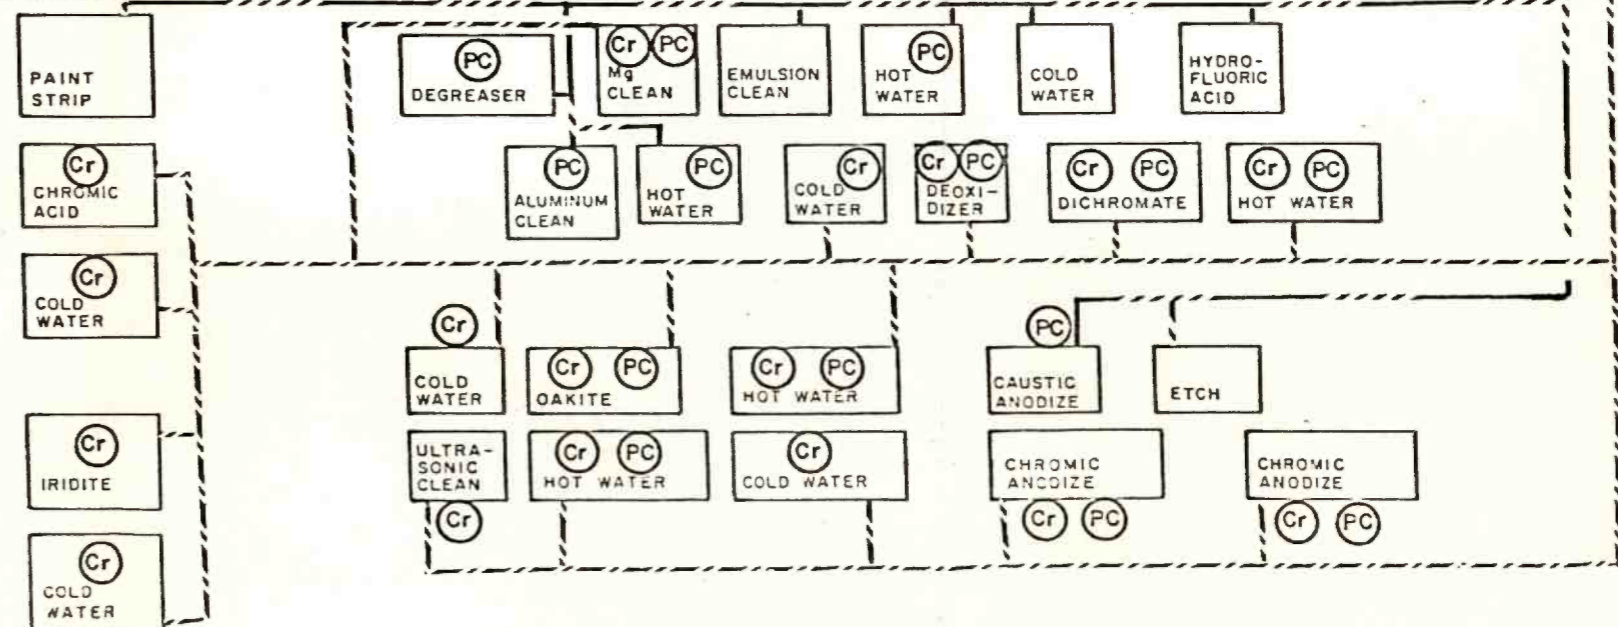 PAINT
STRIP
PC
DEGREASER
Cr PC
Mg
CLEAN
EMULSION
CLEAN
PC
HOT
WATER
COLD
WATER
HYDRO-
FLUORIC
ACID
Cr
CHROMIC
ACID
PC
ALUMINUM
CLEAN
PC
HOT
WATER
Cr
COLD
WATER
Cr PC
DEOXI-
DIZER
Cr PC
DICHROMATE
Cr PC
HOT WATER
Cr
COLD
WATER
Cr
COLD
WATER
Cr PC
OAKITE
Cr PC
HOT WATER
PC
CAUSTIC
ANODIZE
ETCH
Cr
IRIDITE
ULTRA-
SONIC
CLEAN
Cr
Cr PC
HOT WATER
Cr
COLD WATER
CHROMIC
ANODIZE
Cr PC
CHROMIC
ANODIZE
Cr PC
Cr
COLD
WATER